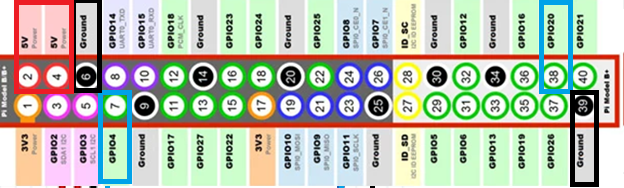 5V Power
5V Power
Ground
GPIO14 UART0_TXD
GPIO15 UART0_RXD
GPIO18 PCM_CLK
Ground
GPIO23
GPIO24
Ground
GPIO25
GPIO8 SPI0_CE0_N
GPIO7 SPI0_CE1_N
ID_SC I2C ID EEPROM
Ground
GPIO12
Ground
GPIO16
GPIO20
GPIO21
Pi Model B/B+
2 4 6 8 10 12 14 16 18 20 22 24 26 28 30 32 34 36 38 40
1 3 5 7 9 11 13 15 17 19 21 23 25 27 29 31 33 35 37 39
Pi Model B+
3V3 Power
GPIO2 SDA1 I2C
GPIO3 SCL1 I2C
GPIO4
Ground
GPIO17
GPIO27
GPIO22
3V3 Power
GPIO10 SPI0_MOSI
GPIO9 SPI0_MISO
GPIO11 SPI0_SCLK
Ground
ID_SD I2C ID EEPROM
GPIO5
GPIO6
GPIO13
GPIO19
GPIO26
Ground